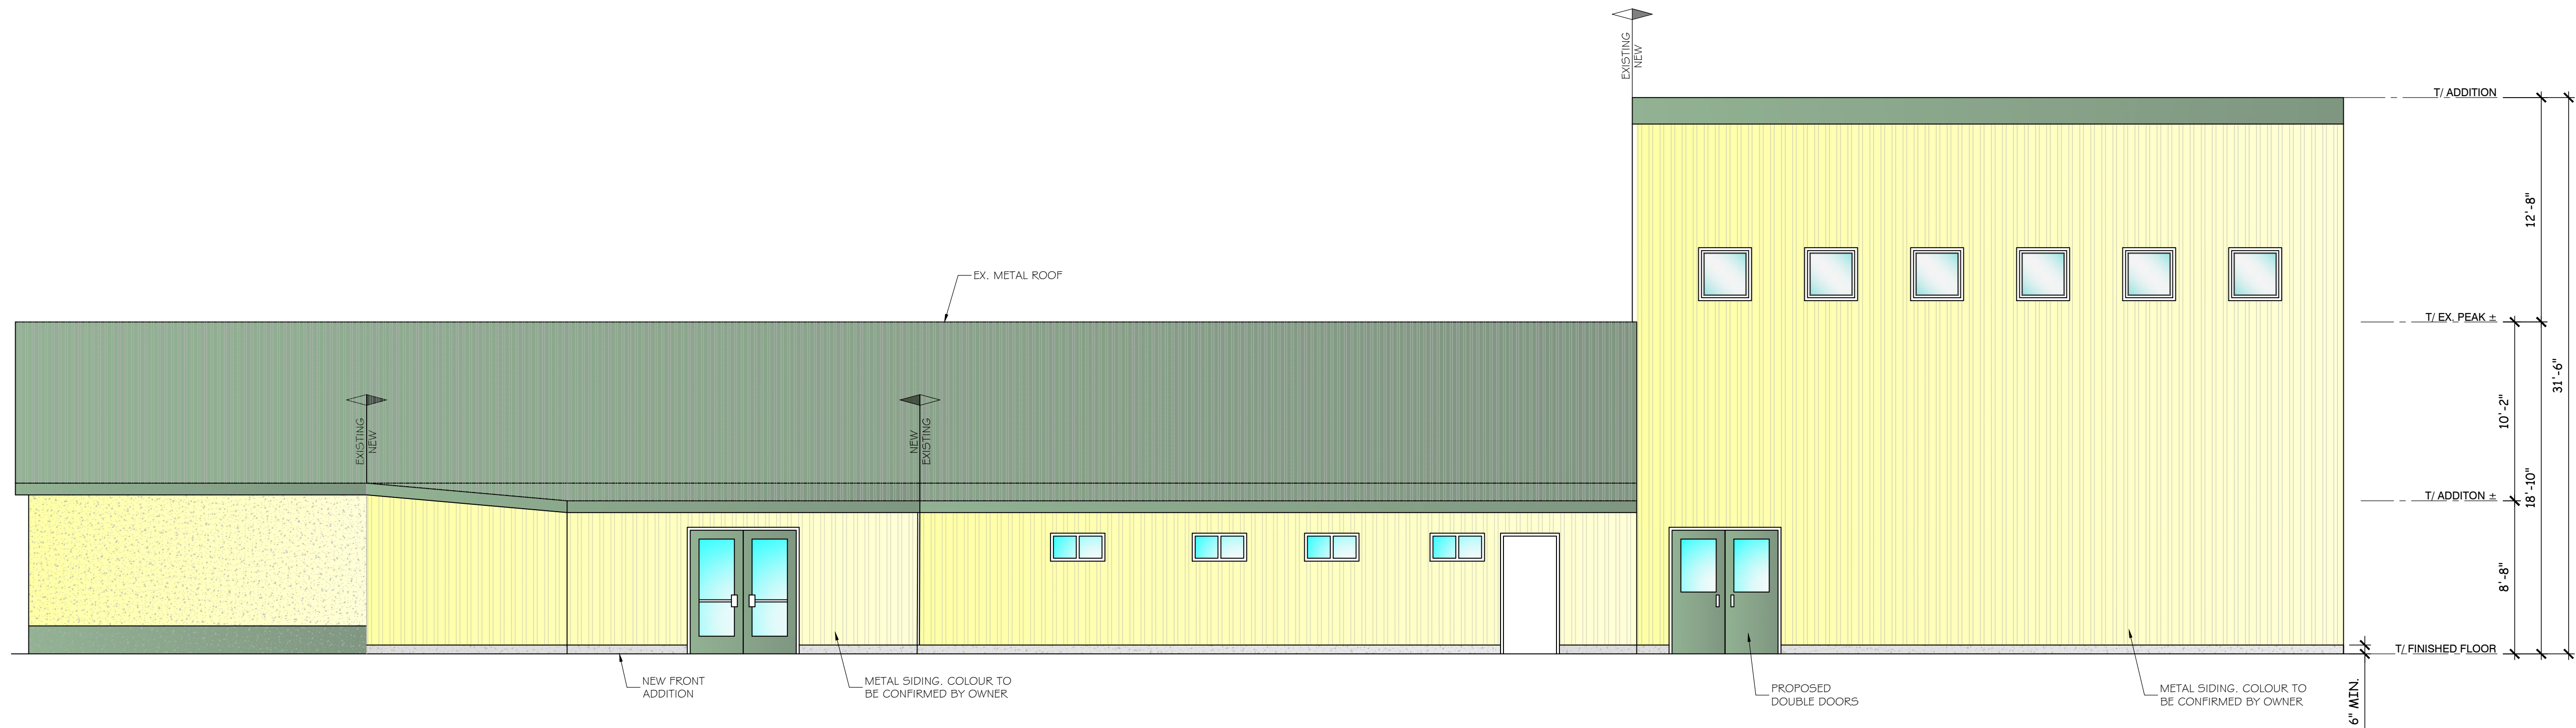 EXISTING
NEW
T/ ADDITION
12'-8"
EX. METAL ROOF
T/ EX. PEAK ±
31'-6"
10'-2"
EXISTING
NEW
NEW
EXISTING
18'-10"
T/ ADDITON ±
8'-8"
T/ FINISHED FLOOR
NEW FRONT
ADDITION
METAL SIDING. COLOUR TO
BE CONFIRMED BY OWNER
PROPOSED
DOUBLE DOORS
METAL SIDING. COLOUR TO
BE CONFIRMED BY OWNER
6" MIN.